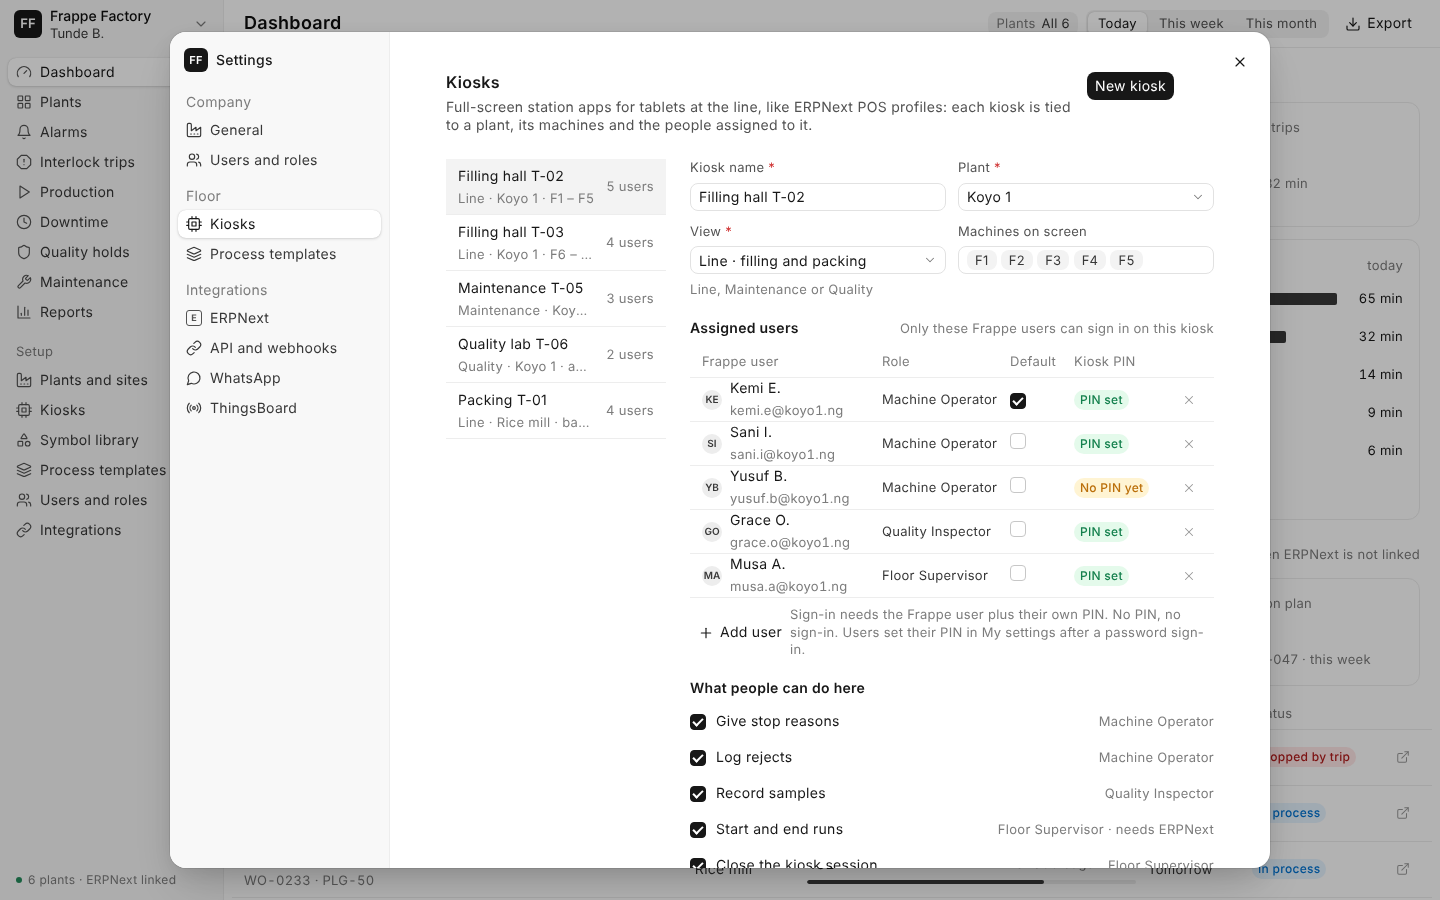 FF
Frappe Factory
Tunde B.
Dashboard
Plants
Alarms
Interlock trips
Production
Downtime
Quality holds
Maintenance
Reports
Setup
Plants and sites
Kiosks
Symbol library
Process templates
Users and roles
Integrations
6 plants · ERPNext linked
Dashboard
Plants All 6
Today
This week
This month
Export
FF
Settings
Company
General
Users and roles
Floor
Kiosks
Process templates
Integrations
E
ERPNext
API and webhooks
WhatsApp
ThingsBoard
Kiosks
Full-screen station apps for tablets at the line, like ERPNext POS profiles: each kiosk is tied
to a plant, its machines and the people assigned to it.
New kiosk
Filling hall T-02
Line · Koyo 1 · F1 – F5
5 users
Filling hall T-03
Line · Koyo 1 · F6 – ...
4 users
Maintenance T-05
Maintenance · Koy...
3 users
Quality lab T-06
Quality · Koyo 1 · a...
2 users
Packing T-01
Line · Rice mill · ba...
4 users
Kiosk name *
Filling hall T-02
Plant *
Koyo 1
View *
Line · filling and packing
Line, Maintenance or Quality
Machines on screen
F1 F2 F3 F4 F5
Assigned users
Only these Frappe users can sign in on this kiosk
Frappe user Role Default Kiosk PIN
KE
Kemi E.
kemi.e@koyo1.ng
Machine Operator
PIN set
SI
Sani I.
sani.i@koyo1.ng
Machine Operator
PIN set
YB
Yusuf B.
yusuf.b@koyo1.ng
Machine Operator
No PIN yet
GO
Grace O.
grace.o@koyo1.ng
Quality Inspector
PIN set
MA
Musa A.
musa.a@koyo1.ng
Floor Supervisor
PIN set
Add user
Sign-in needs the Frappe user plus their own PIN. No PIN, no
sign-in. Users set their PIN in My settings after a password sign-
in.
What people can do here
Give stop reasons
Machine Operator
Log rejects
Machine Operator
Record samples
Quality Inspector
Start and end runs
Floor Supervisor · needs ERPNext
Close the kiosk session
Floor Supervisor
trips
32 min
today
65 min
32 min
14 min
9 min
6 min
ERPNext is not linked
plan
-047 · this week
opped by trip
process
in process
WO-0233 · PLG-50
Rice mill
Tomorrow